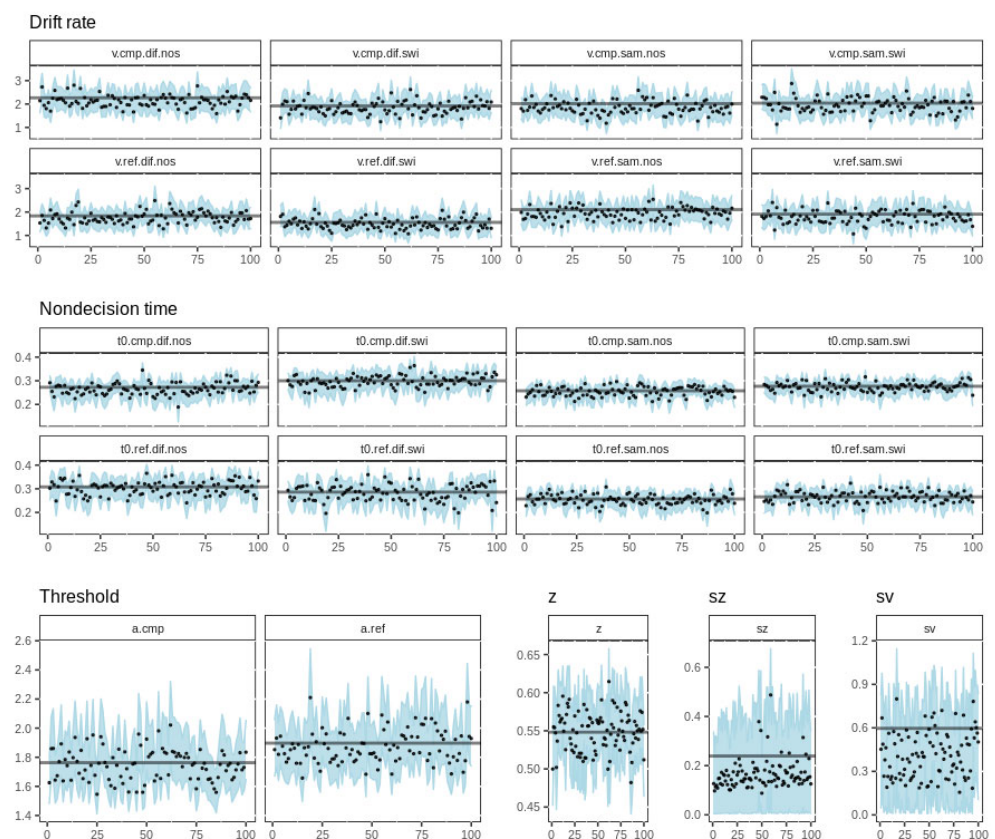 Drift rate
v.cmp.dif.nos v.cmp.dif.swi v.cmp.sam.nos v.cmp.sam.swi
3
2
1
v.ref.dif.nos v.ref.dif.swi v.ref.sam.nos v.ref.sam.swi
3
2
1
0 25 50 75 100 0 25 50 75 100 0 25 50 75 100 0 25 50 75 100
Nondecision time
t0.cmp.dif.nos t0.cmp.dif.swi t0.cmp.sam.nos t0.cmp.sam.swi
0.4
0.3
0.2
t0.ref.dif.nos t0.ref.dif.swi t0.ref.sam.nos t0.ref.sam.swi
0.4
0.3
0.2
0 25 50 75 100 0 25 50 75 100 0 25 50 75 100 0 25 50 75 100
Threshold z sz sv
a.cmp a.ref z sz sv
2.6 1.2
0.65 0.6
2.4
2.2 0.60 0.9
0.4
2.0
0.55 0.6
1.8 0.2
0.50 0.3
1.6
0.45
1.4 0.0 0.0
0 25 50 75 100 0 25 50 75 100 0 25 50 75 100 0 25 50 75 100 0 25 50 75 100